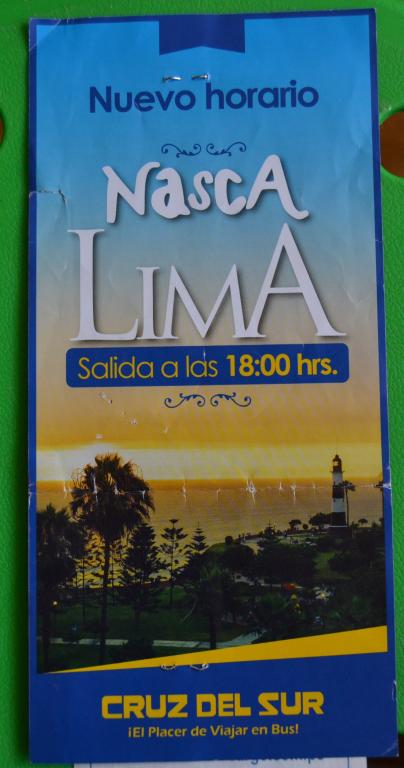 Nuevo horario
Nasca
LIMA
Salida a las 18:00 hrs.
CRUZ DEL SUR
¡El Placer de Viajar en Bus!